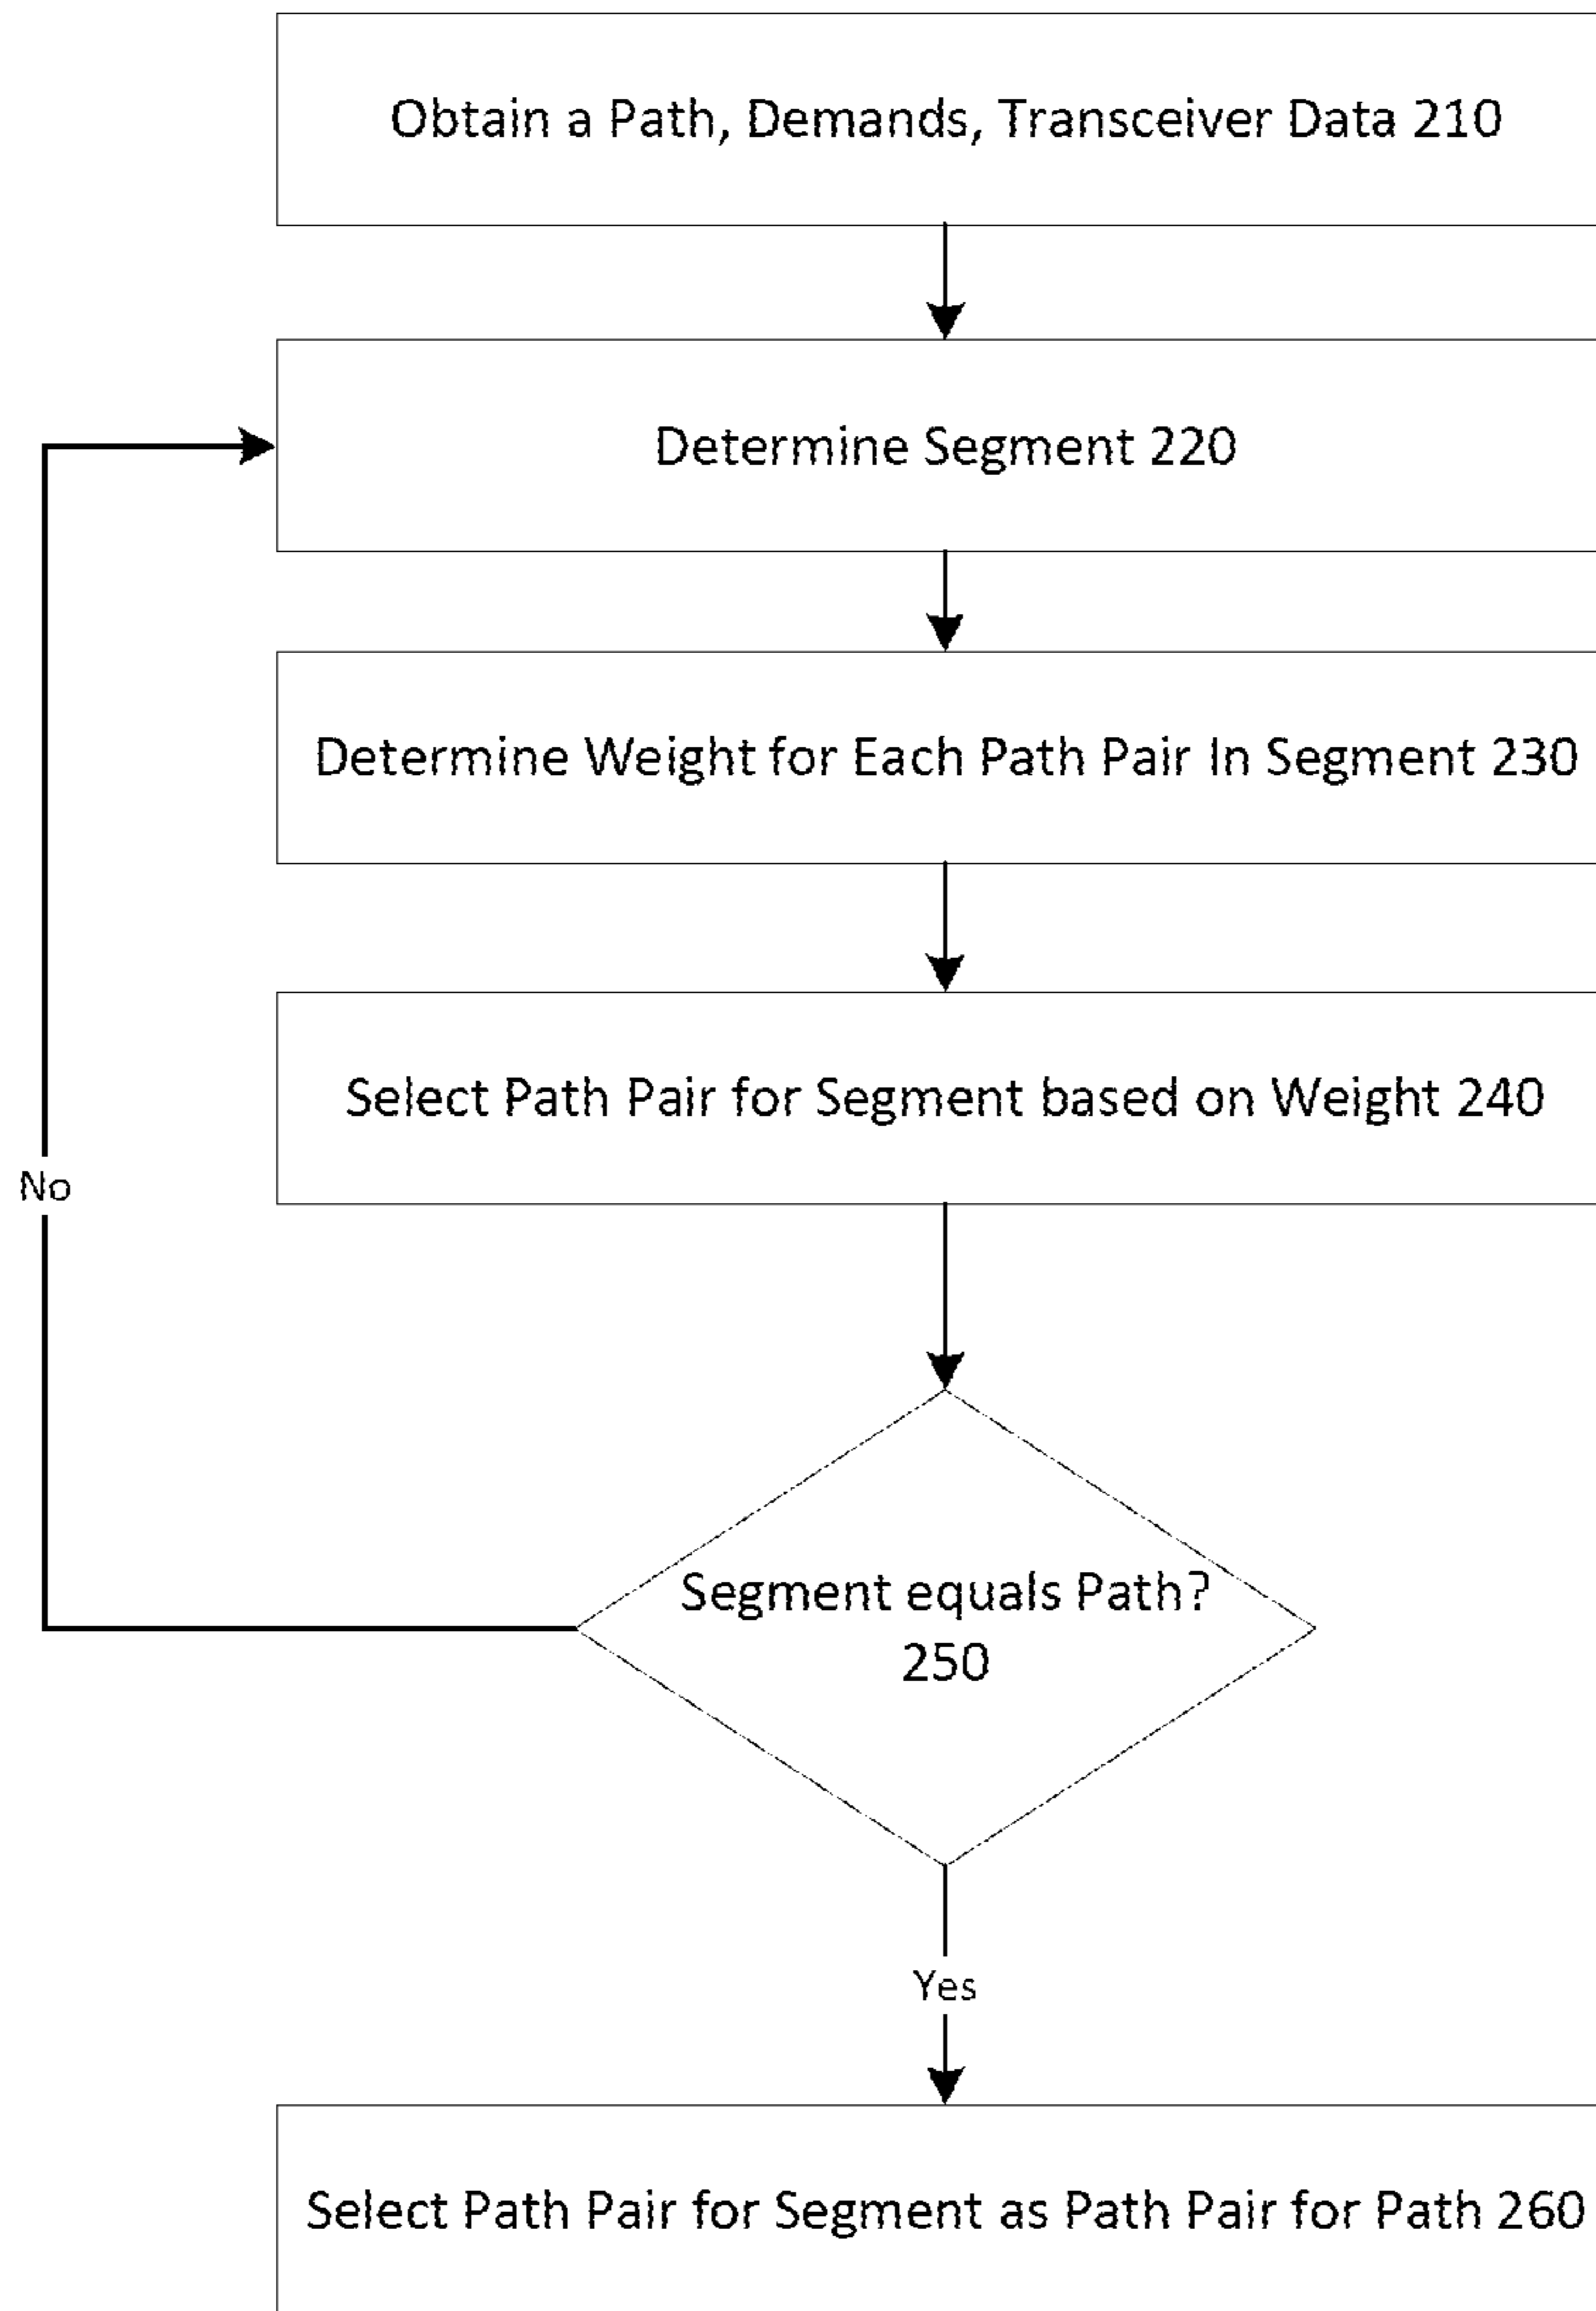 Obtain a Path, Demands, Transceiver Data 210
Determine Segment 220
Determine Weight for Each Path Pair In Segment 230
Select Path Pair for Segment based on Weight 240
No
Segment equals Path?
250
Yes
Select Path Pair for Segment as Path Pair for Path 260